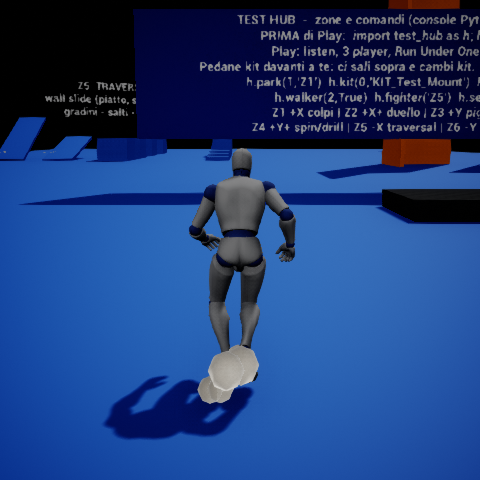 TEST HUB - zone e comandi (console Pyt
PRIMA di Play: import test_hub as h; h
Play: listen, 3 player, Run Under One
Pedane kit davanti a te: ci sali sopra e cambi kit.
h.park(1,'Z1') h.kit(0,'KIT_Test_Mount')
h.walker(2,True) h.fighter('Z5') h.se
Z1 +X colpi | Z2 +X+ duello | Z3 +Y pig
Z4 +Y+ spin/drill | Z5 -X traversal | Z6 -Y
Z5 TRAVERS
wall slide (piatto, s
gradini - salti. -